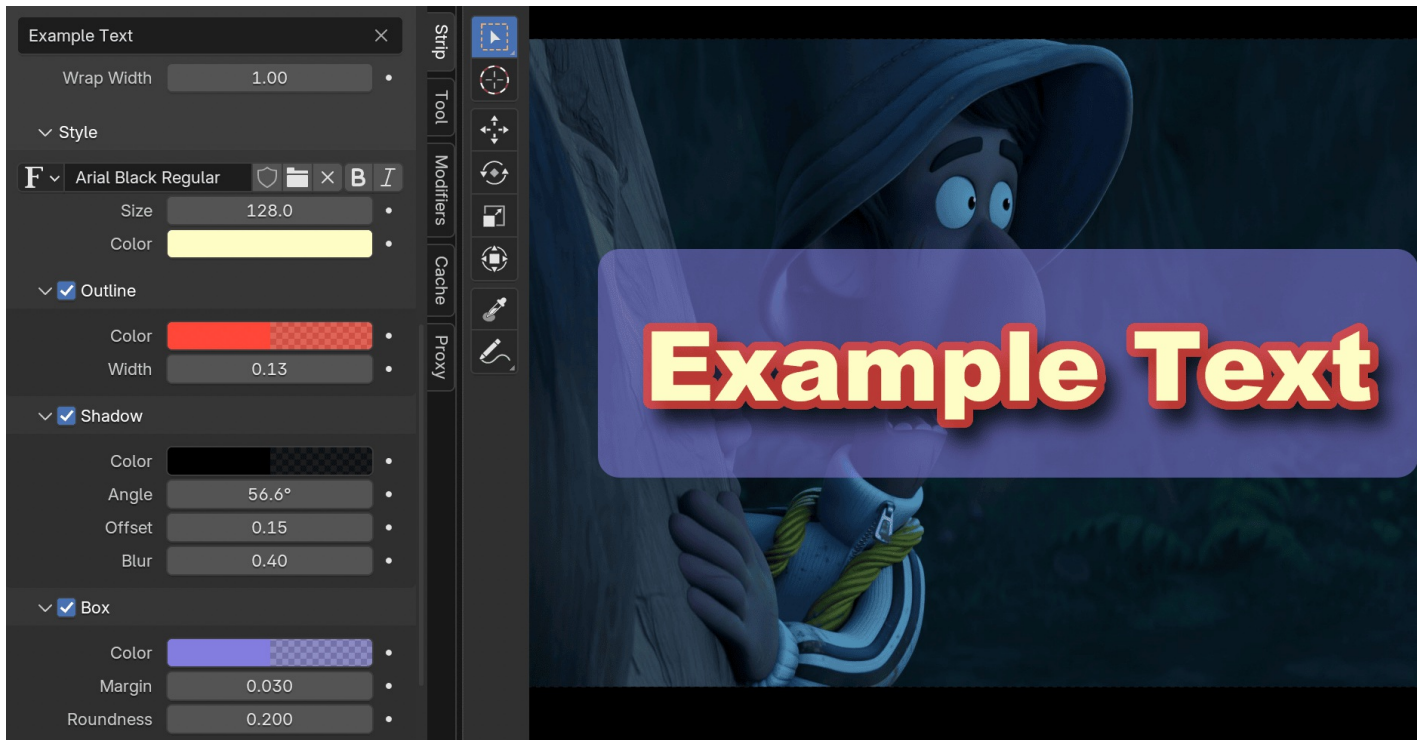 Example Text
Wrap Width 1.00
Style
F Arial Black Regular B I
Size 128.0
Color
Outline
Color
Width 0.13
Shadow
Color
Angle 56.6°
Offset 0.15
Blur 0.40
Box
Color
Margin 0.030
Roundness 0.200
Strip
Tool
Modifiers
Cache
Proxy
Example Text